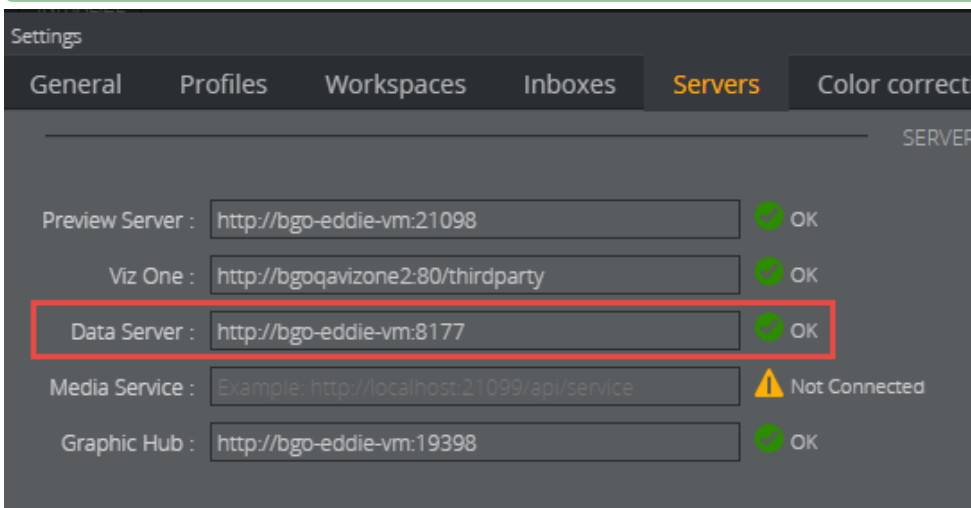 Settings
General Profiles Workspaces Inboxes Servers Color correct
SERVER
Preview Server : http://bgo-eddie-vm:21098 OK
Viz One : http://bgoqavizone2:80/thirdparty OK
Data Server : http://bgo-eddie-vm:8177 OK
Media Service : Example: http://localhost:21099/api/service Not Connected
Graphic Hub : http://bgo-eddie-vm:19398 OK